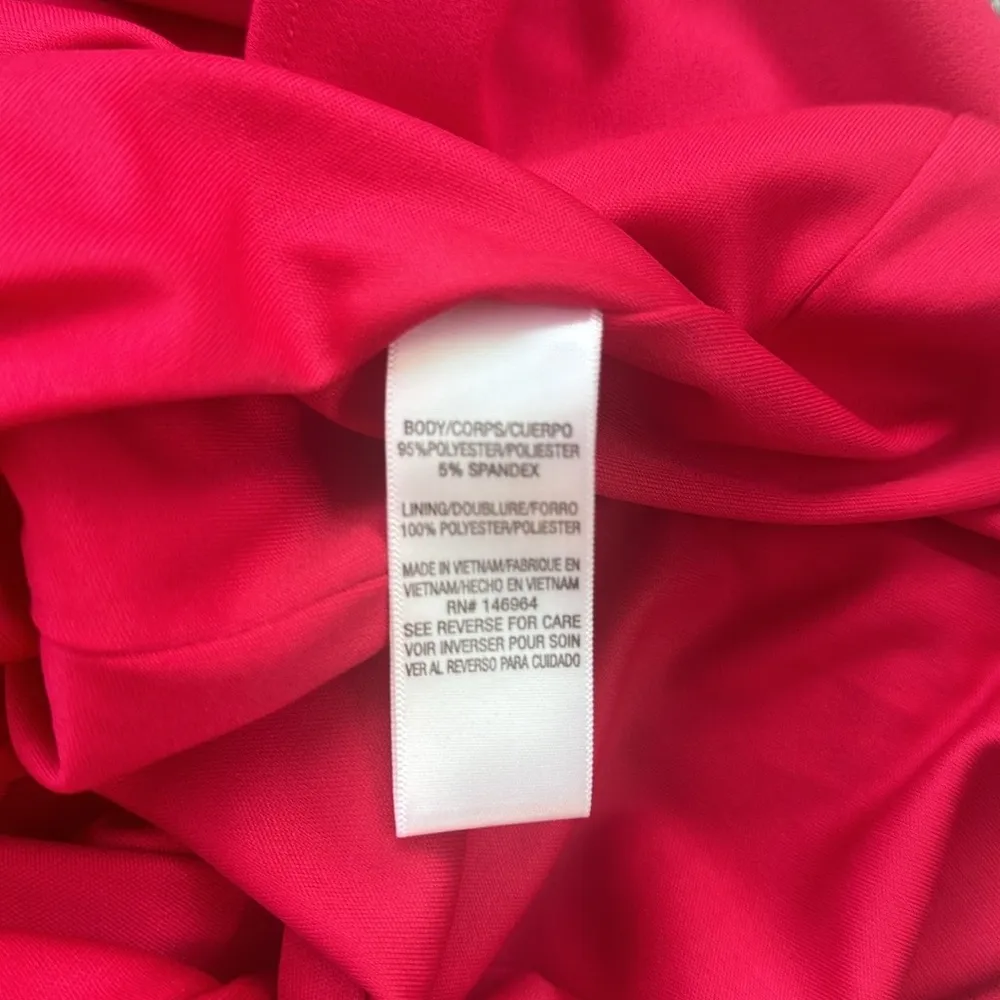 BODY/CORPS/CUERPO
95%POLYESTER/POLIESTER
5% SPANDEX
LINING/DOUBLURE/FORRO
100% POLYESTER/POLIESTER
MADE IN VIETNAM/FABRIQUE EN
VIETNAM/HECHO EN VIETNAM
RN# 146964
SEE REVERSE FOR CARE
VOIR INVERSER POUR SOIN
VER AL REVERSO PARA CUIDADO